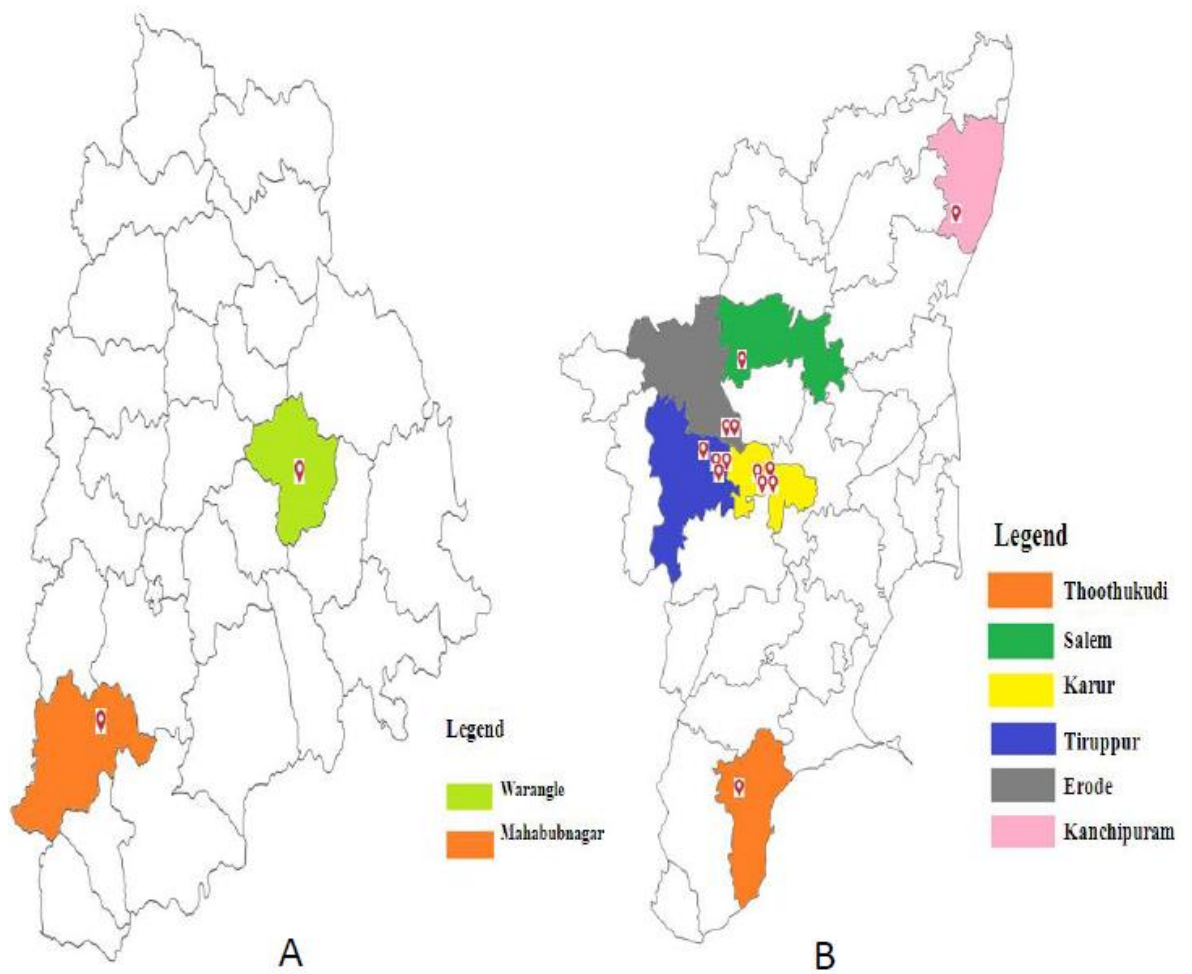 Legend
Warangle
Mahabubnagar
A
Legend
Thoothukudi
Salem
Karur
Tiruppur
Erode
Kanchipuram
B